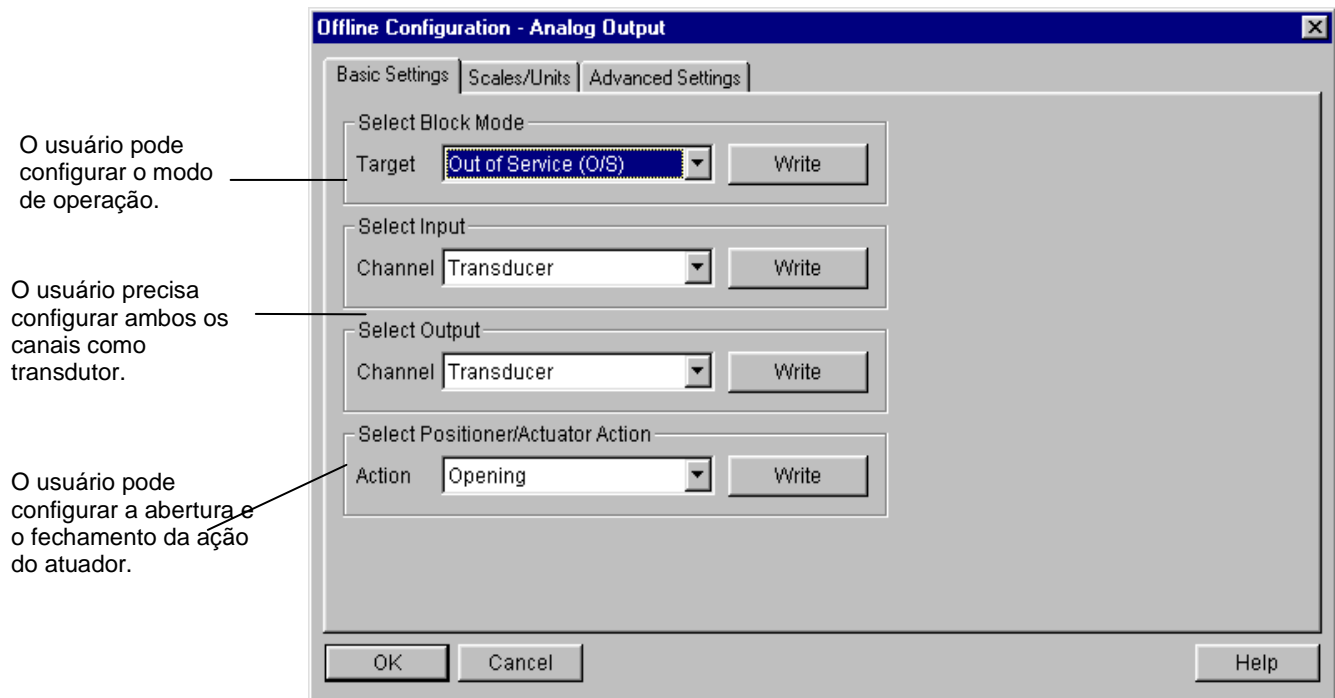 Offline Configuration - Analog Output
Basic Settings
Scales/Units
Advanced Settings
O usuário pode
configurar o modo
de operação.
Select Block Mode
Target
Out of Service (O/S)
Write
O usuário precisa
configurar ambos os
canais como
transdutor.
Select Input
Channel
Transducer
Write
Select Output
Channel
Transducer
Write
O usuário pode
configurar a abertura e
o fechamento da ação
do atuador.
Select Positioner/Actuator Action
Action
Opening
Write
OK
Cancel
Help